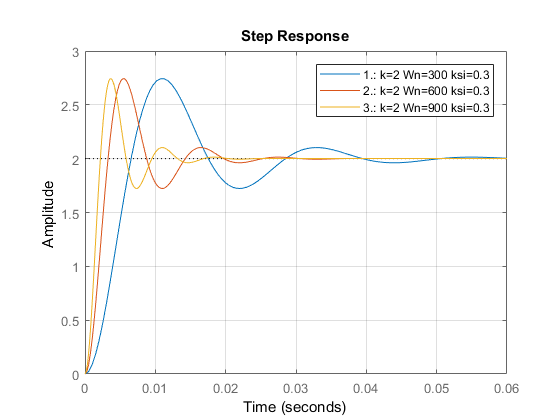 Step Response
1.: k=2 Wn=300 ksi=0.3
2.: k=2 Wn=600 ksi=0.3
3.: k=2 Wn=900 ksi=0.3
3
2.5
2
1.5
1
0.5
0
Amplitude
0 0.01 0.02 0.03 0.04 0.05 0.06
Time (seconds)